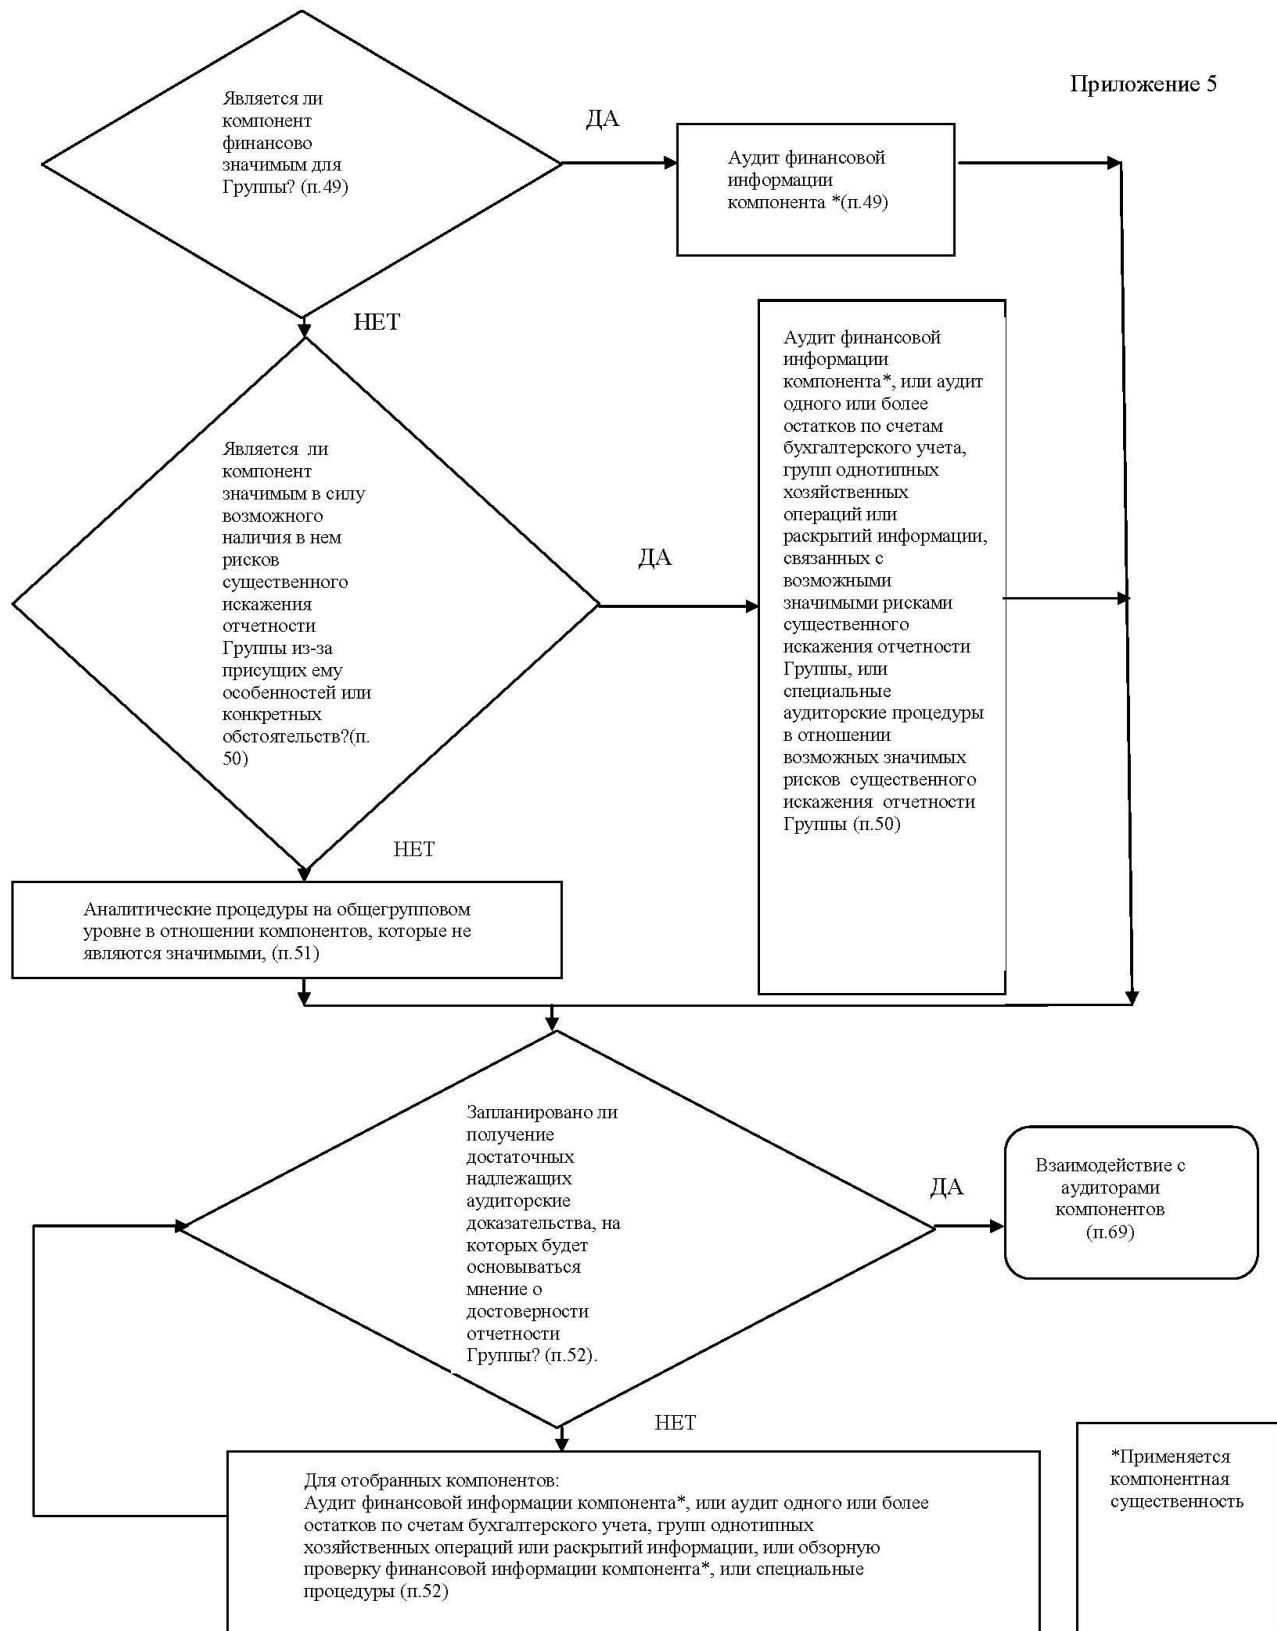 Приложение 5
Является ли
компонент
финансово
значимым для
Группы? (п.49)
ДА
Аудит финансовой
информации
компонента *(п.49)
НЕТ
Является  ли
компонент
значимым в силу
возможного
наличия в нем
рисков
существенного
искажения
отчетности
Группы из-за
присущих ему
особенностей или
конкретных
обстоятельств?(п.
50)
ДА
Аудит финансовой
информации
компонента*, или аудит
одного или более
остатков по счетам
бухгалтерского учета,
групп однотипных
хозяйственных
операций или
раскрытий информации,
связанных с
возможными
значимыми рисками
существенного
искажения отчетности
Группы, или
специальные
аудиторские процедуры
в отношении
возможных значимых
рисков  существенного
искажения  отчетности
Группы (п.50)
НЕТ
Аналитические процедуры на общегрупповом
уровне в отношении компонентов, которые не
являются значимыми, (п.51)
Запланировано ли
получение
достаточных
надлежащих
аудиторские
доказательства, на
которых будет
основываться
мнение о
достоверности
отчетности
Группы? (п.52).
ДА
Взаимодействие с
аудиторами
компонентов
(п.69)
НЕТ
Для отобранных компонентов:
Аудит финансовой информации компонента*, или аудит одного или более
остатков по счетам бухгалтерского учета, групп однотипных
хозяйственных операций или раскрытий информации, или обзорную
проверку финансовой информации компонента*, или специальные
процедуры (п.52)
*Применяется
компонентная
существенность